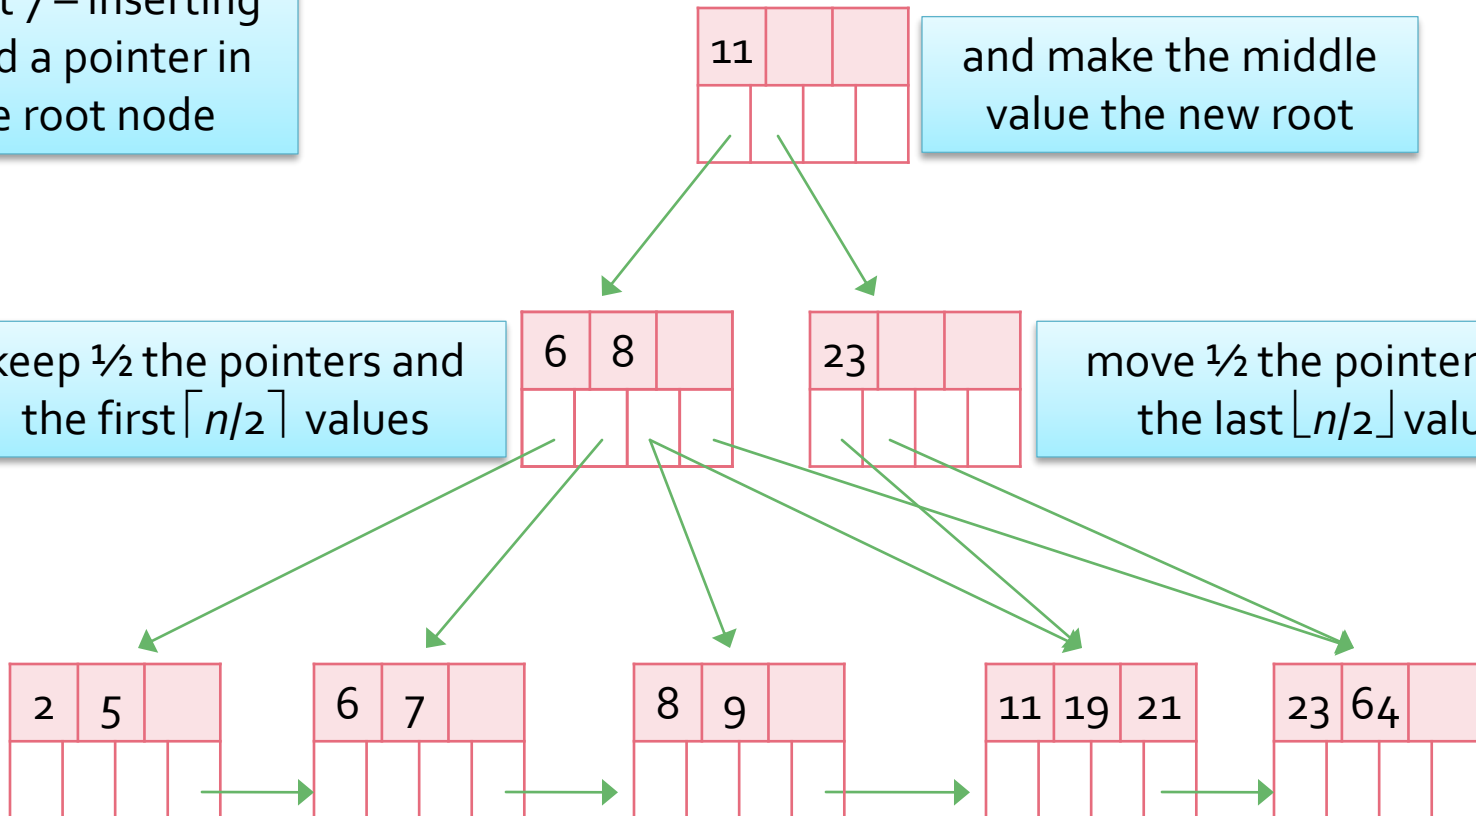 inserting
a pointer in
root node
11
and make the middle
value the new root
keep ½ the pointers and
the first ⌈n/2⌉ values
6 8
23
move ½ the
the last ⌊n/2⌋
2 5
6 7
8 9
11 19 21
23 64